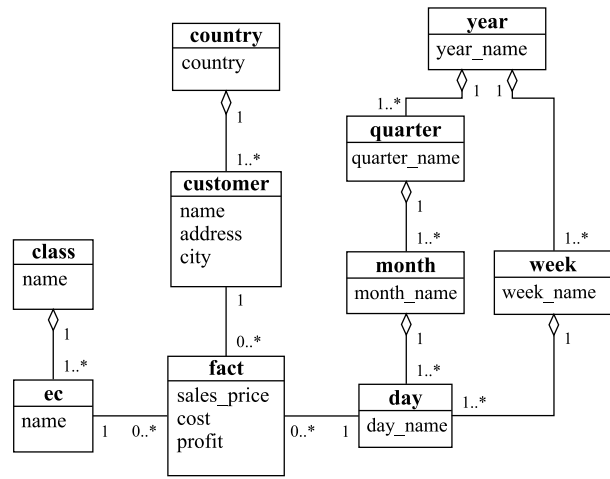 country
country
1
1..*
customer
name
address
city
1
0..*
year
year_name
1
1
1..*
quarter
quarter_name
1
1..*
month
month_name
1
1..*
1..*
week
week_name
1
1..*
class
name
1
1..*
ec
name
1
0..*
fact
sales_price
cost
profit
0..*
1
day
day_name